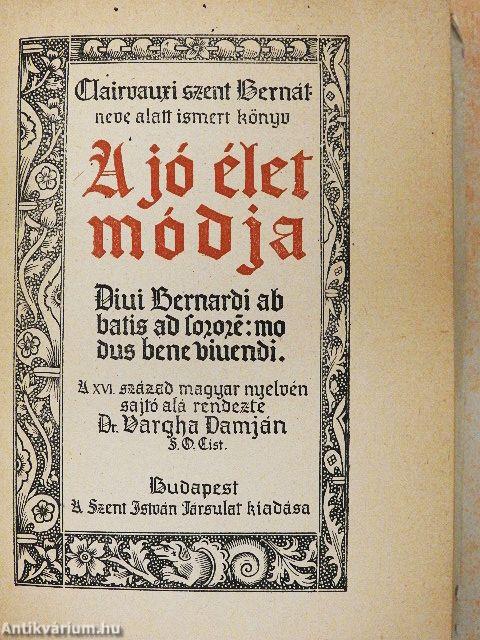 Clairvauxi szent Bernát
neve alatt ismert könyv
A jó élet
módja
Diui Bernardi ab
batis ad sororē: mo
dus bene viuendi.
A XVI. század magyar nyelvén
sajtó alá rendezte
Dr. Vargha Damján
S. O. Cist.
Budapest
A Szent István Társulat kiadása
Antikvárium.hu